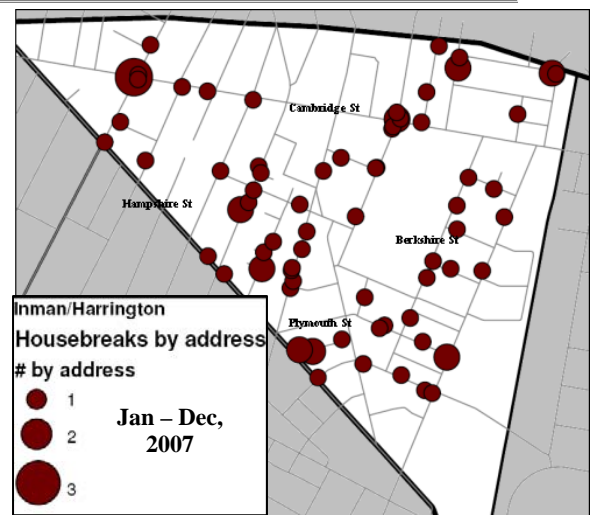 Cambridge St
Hampshire St
Berkshire St
Plymouth St
Inman/Harrington
Housebreaks by address
# by address
1
2
3
Jan – Dec,
2007